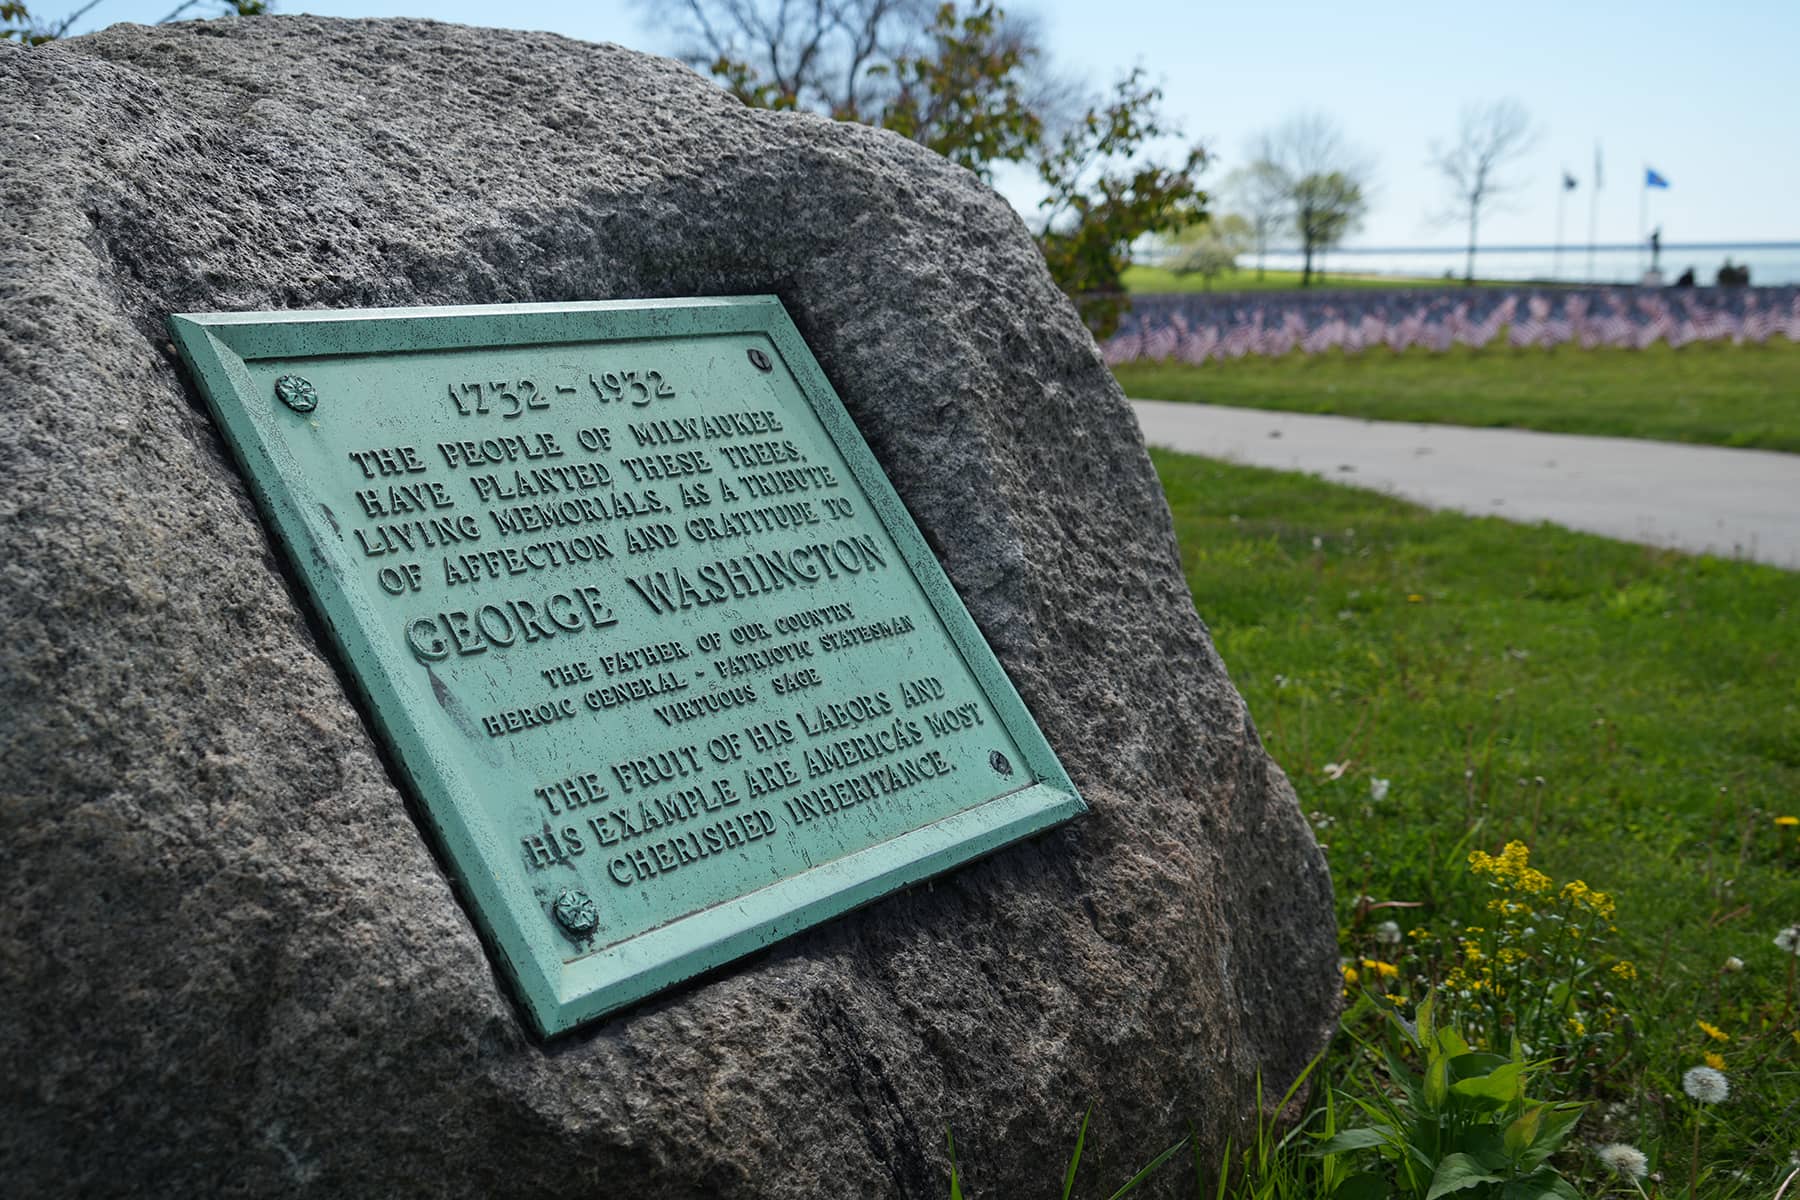 1732 - 1932
THE PEOPLE OF MILWAUKEE
HAVE PLANTED THESE TREES,
LIVING MEMORIALS, AS A TRIBUTE
OF AFFECTION AND GRATITUDE TO
GEORGE WASHINGTON
THE FATHER OF OUR COUNTRY
HEROIC GENERAL - PATRIOTIC STATESMAN
VIRTUOUS SAGE
THE FRUIT OF HIS LABORS AND
HIS EXAMPLE ARE AMERICA'S MOST
CHERISHED INHERITANCE.